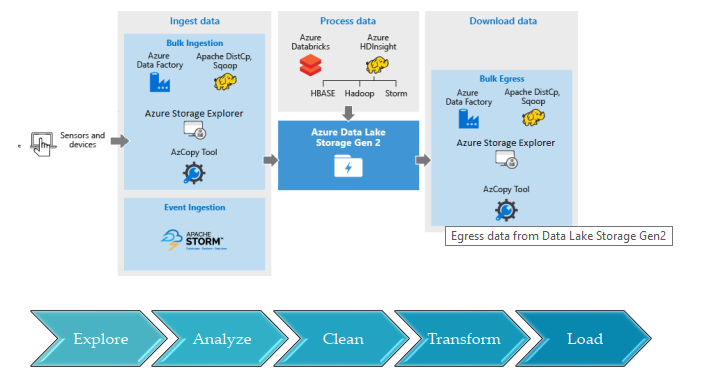 Ingest data
Bulk Ingestion
Azure
Data Factory
Apache DistCp,
Sqoop
Azure Storage Explorer
AzCopy Tool
Event Ingestion
APACHE
STORM™
e
Sensors and
devices
Process data
Azure
Databricks
Azure
HDInsight
HBASE
Hadoop
Storm
Azure Data Lake
Storage Gen 2
Download data
Bulk Egress
Azure
Data Factory
Apache DistCp,
Sqoop
Azure Storage Explorer
AzCopy Tool
Egress data from Data Lake Storage Gen2
Explore
Analyze
Clean
Transform
Load